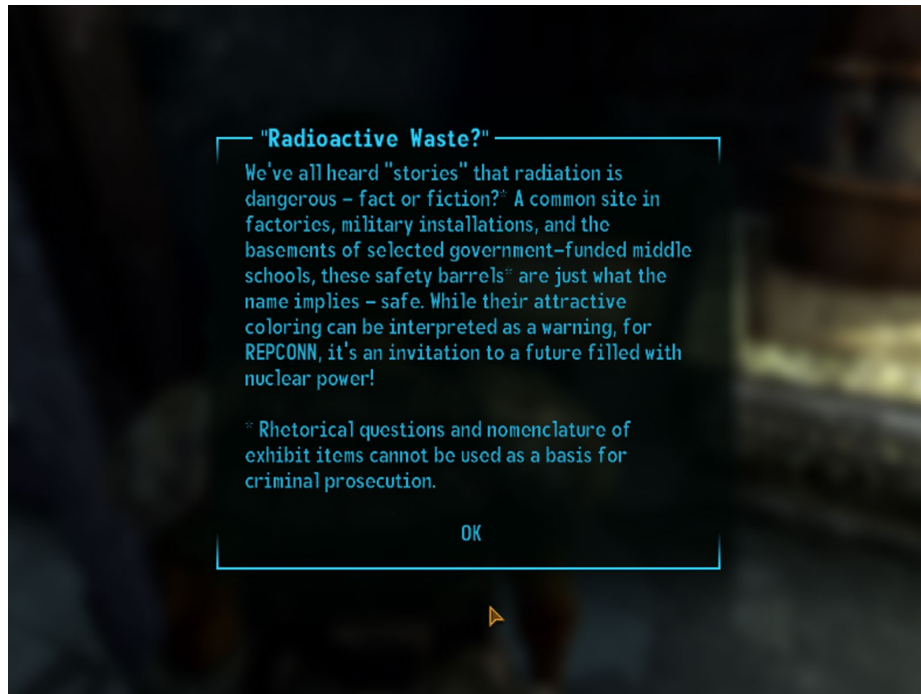 "Radioactive Waste?"
We've all heard "stories" that radiation is
dangerous – fact or fiction?* A common site in
factories, military installations, and the
basements of selected government-funded middle
schools, these safety barrels* are just what the
name implies – safe. While their attractive
coloring can be interpreted as a warning, for
REPCONN, it's an invitation to a future filled with
nuclear power!
* Rhetorical questions and nomenclature of
exhibit items cannot be used as a basis for
criminal prosecution.
OK